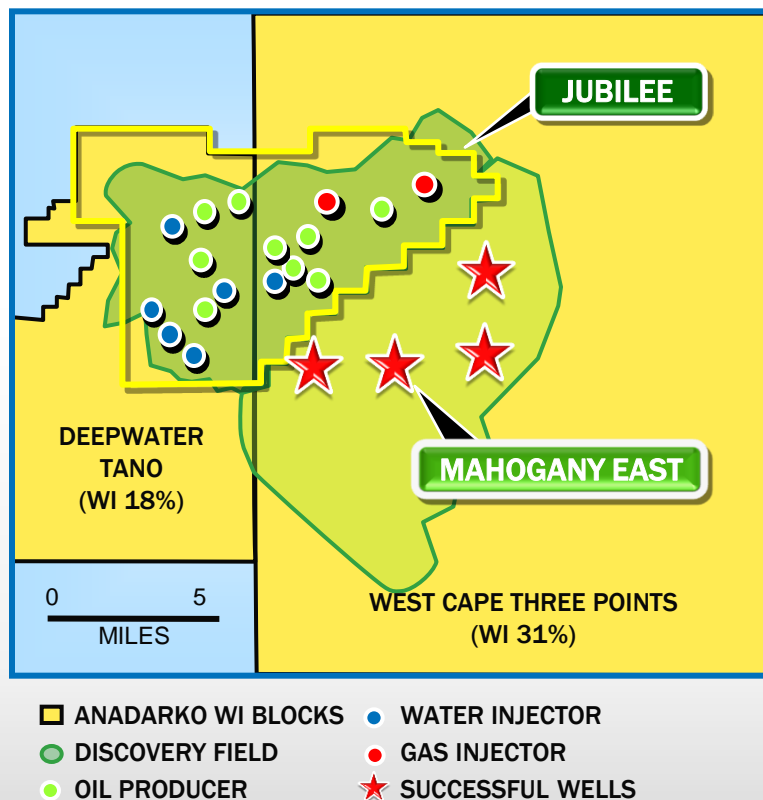 JUBILEE
DEEPWATER
TANO
(WI 18%)
MAHOGANY EAST
0 5
MILES
WEST CAPE THREE POINTS
(WI 31%)
ANADARKO WI BLOCKS
WATER INJECTOR
DISCOVERY FIELD
GAS INJECTOR
OIL PRODUCER
SUCCESSFUL WELLS